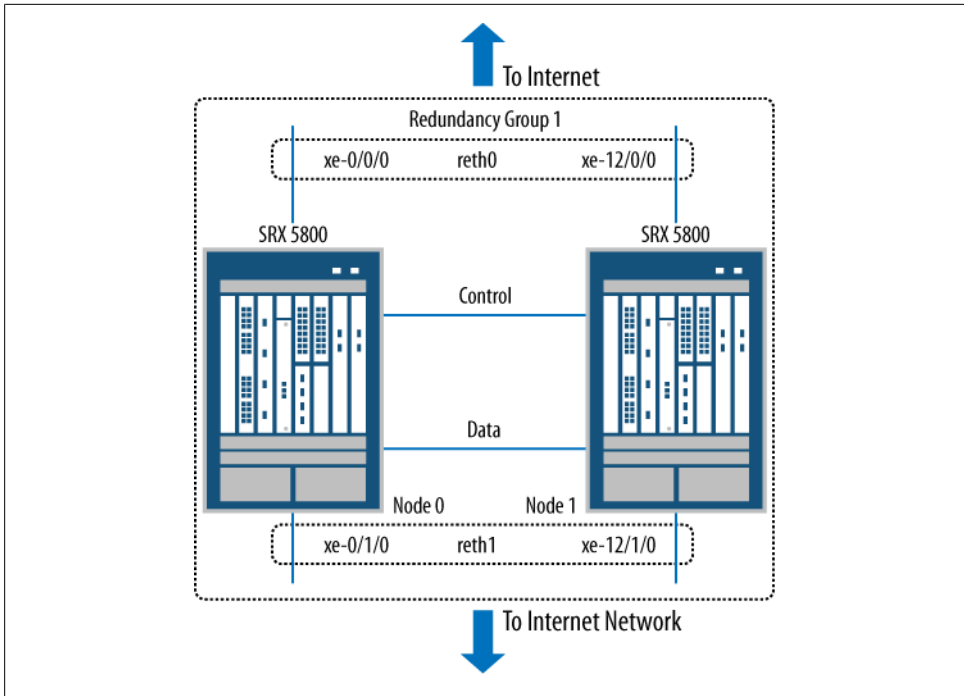 To Internet
Redundancy Group 1
xe-0/0/0 reth0 xe-12/0/0
SRX 5800 SRX 5800
Control
Data
Node 0 Node 1
xe-0/1/0 reth1 xe-12/1/0
To Internet Network